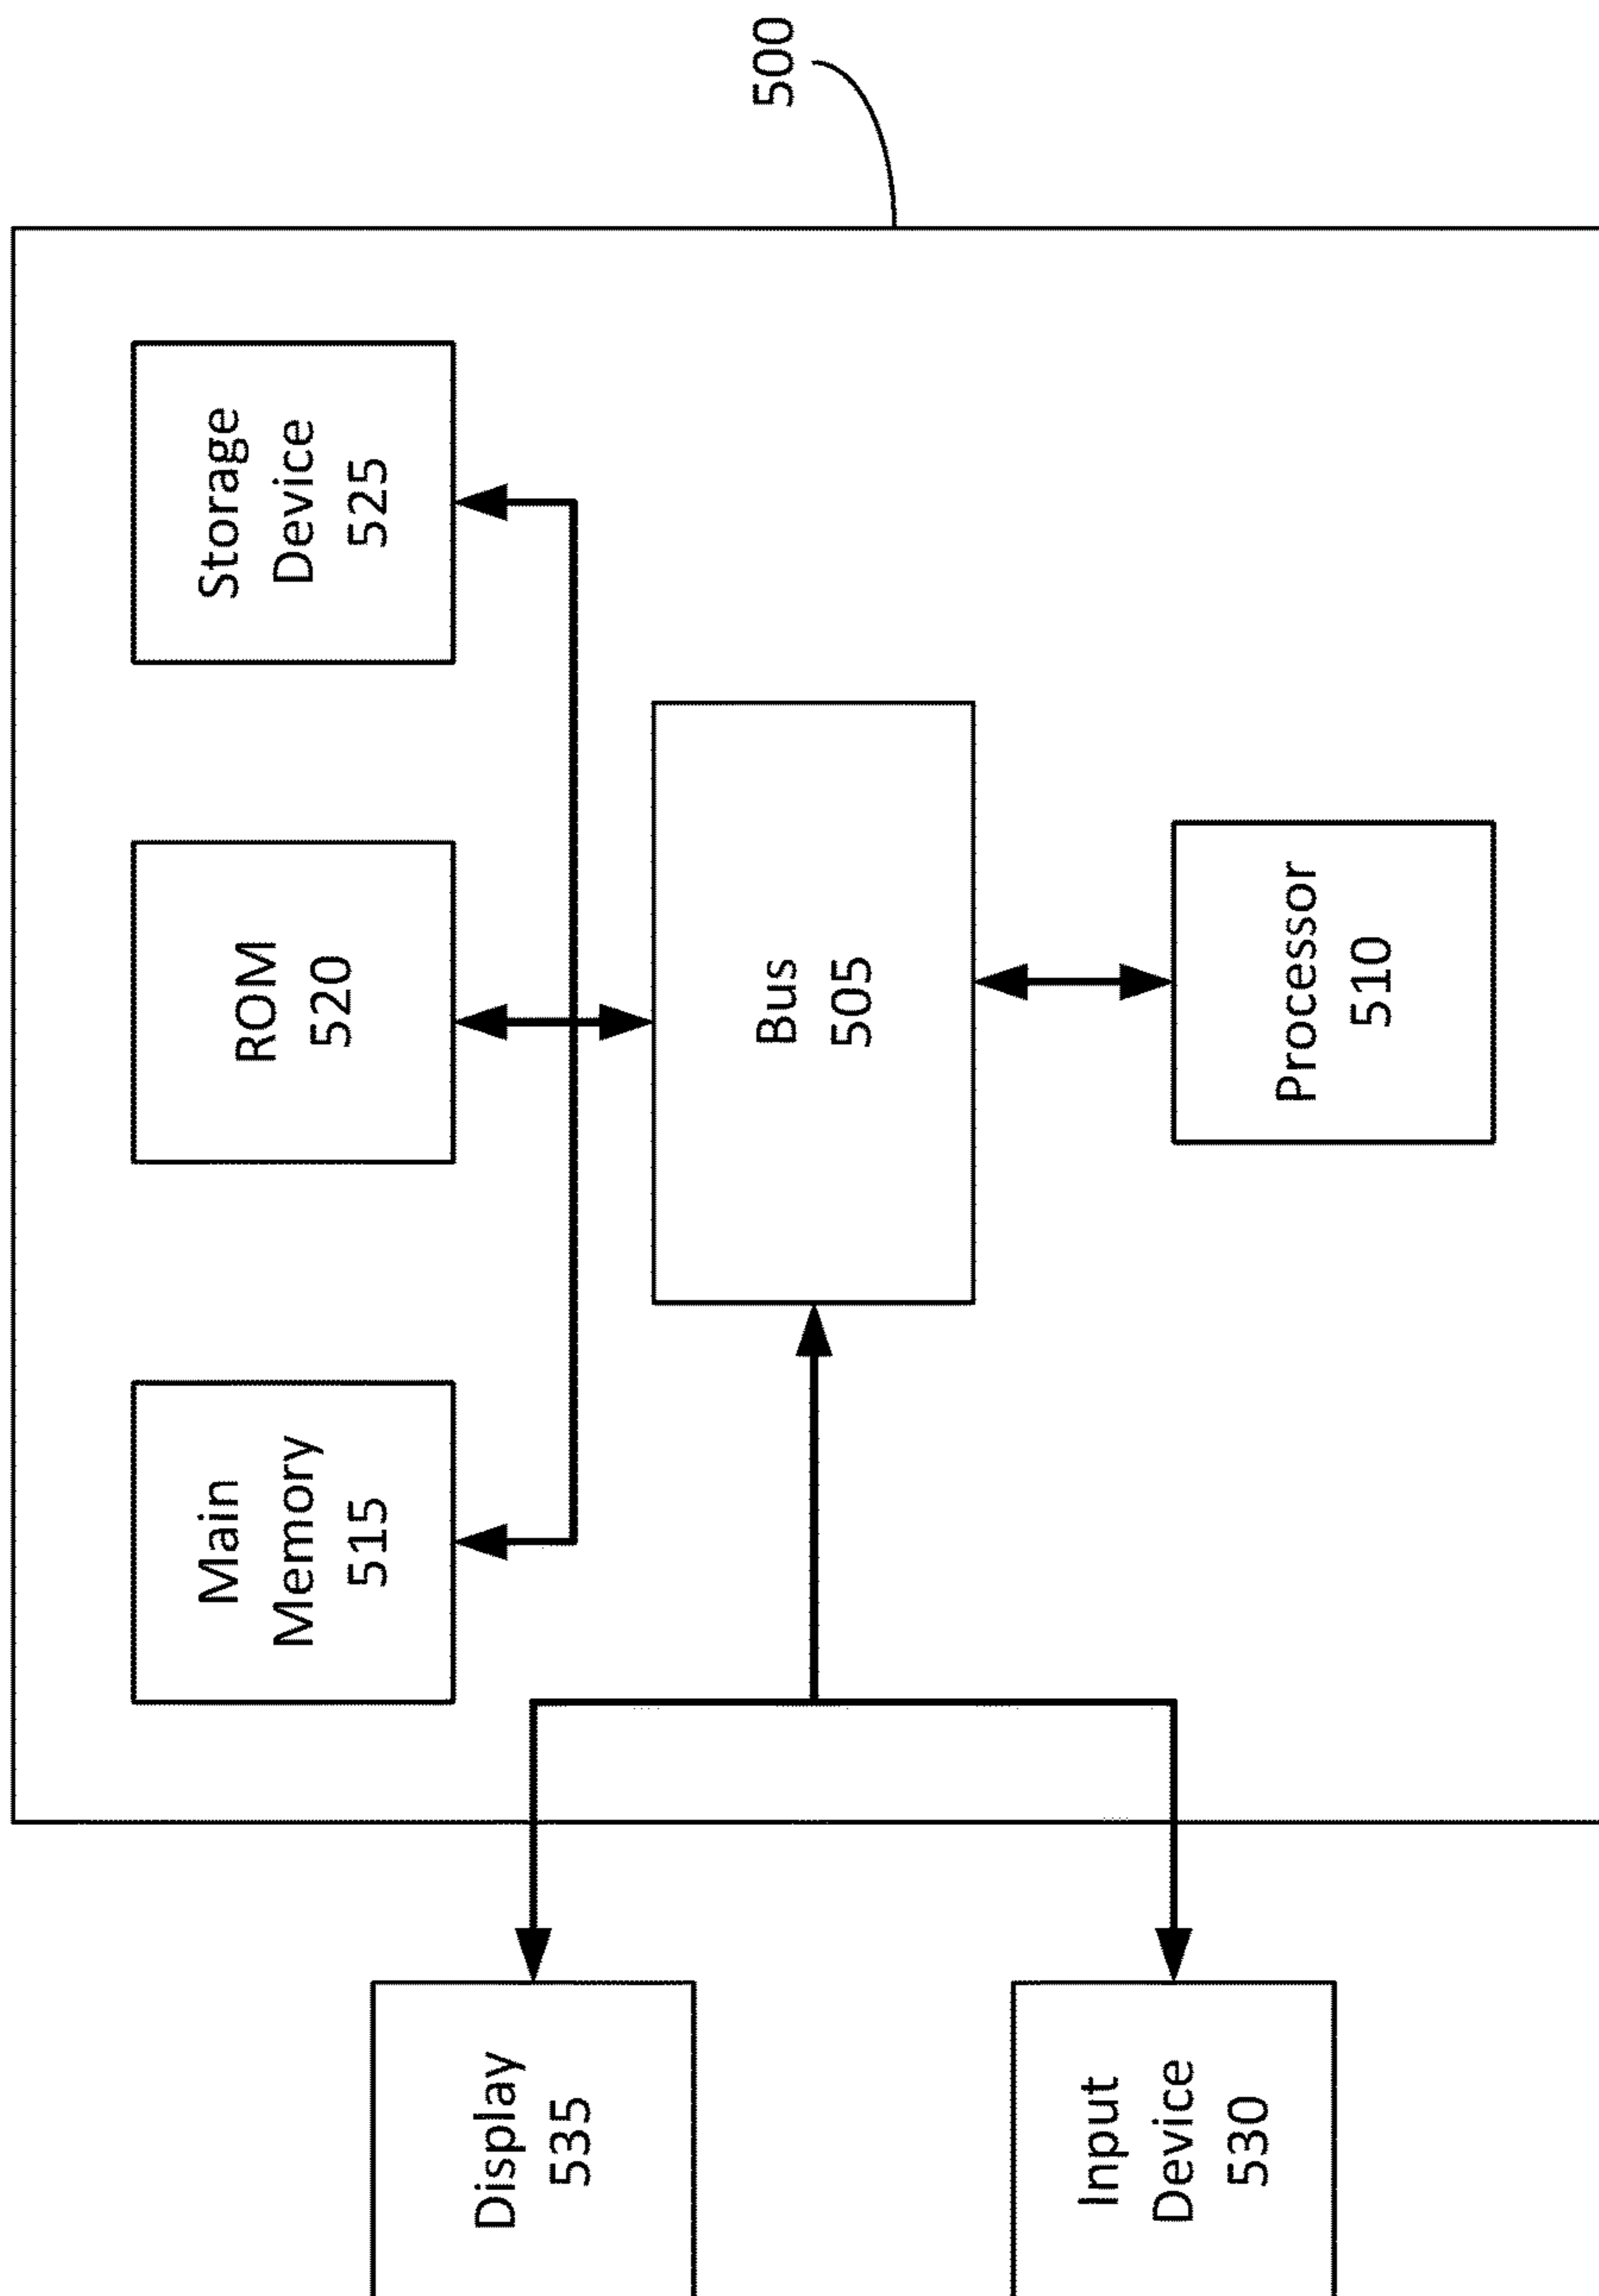 Main
Memory
515
ROM
520
Storage
Device
525
500
Display
535
Bus
505
Input
Device
530
Processor
510